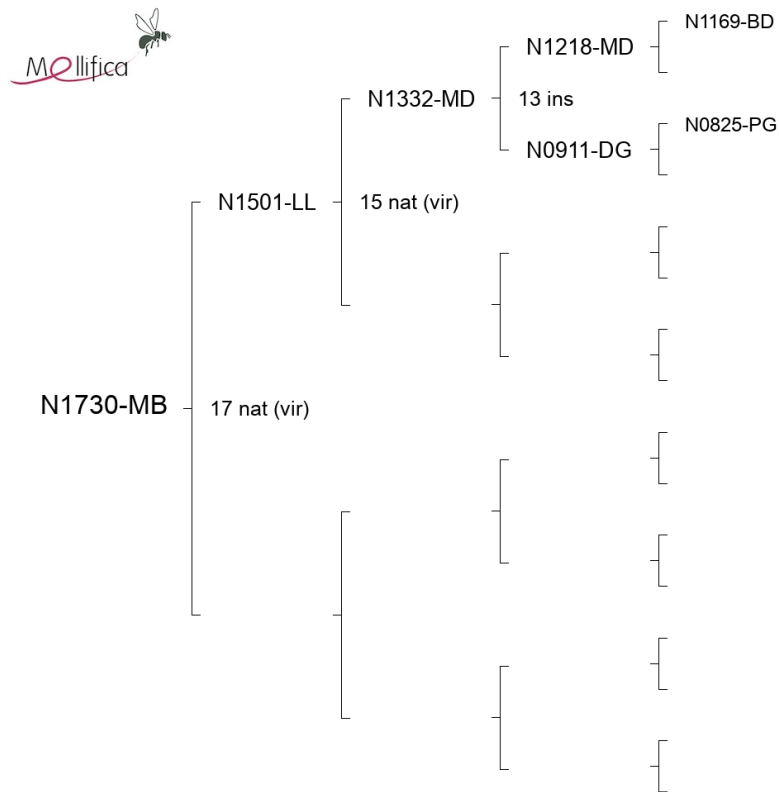 Mellifica
N1169-BD
N1218-MD
N1332-MD
13 ins
N0825-PG
N0911-DG
N1501-LL
15 nat (vir)
N1730-MB
17 nat (vir)